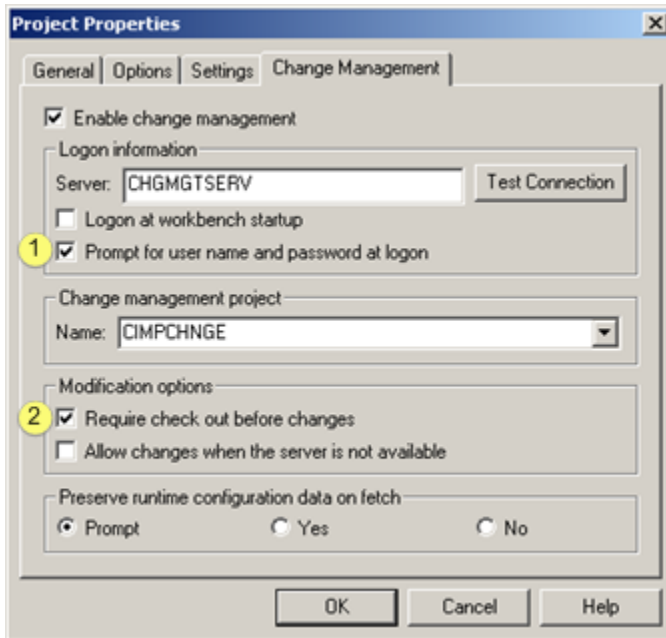 Project Properties
General Options Settings Change Management
Enable change management
Logon information
Server: CHGMGTSERV Test Connection
Logon at workbench startup
1 Prompt for user name and password at logon
Change management project
Name: CIMPCHNGE
Modification options
2 Require check out before changes
Allow changes when the server is not available
Preserve runtime configuration data on fetch
Prompt Yes No
OK Cancel Help